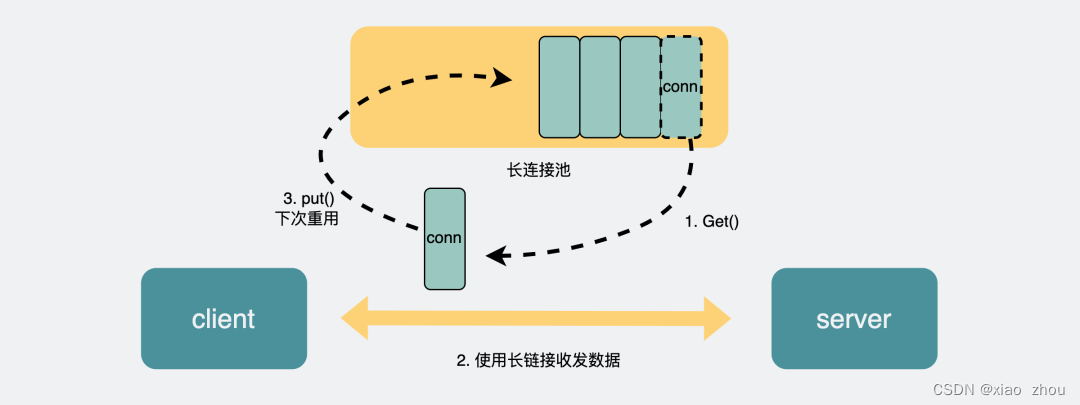 conn
长连接池
3. put()
下次重用
1. Get()
conn
client
server
2. 使用长链接收发数据
CSDN @xiao zhou